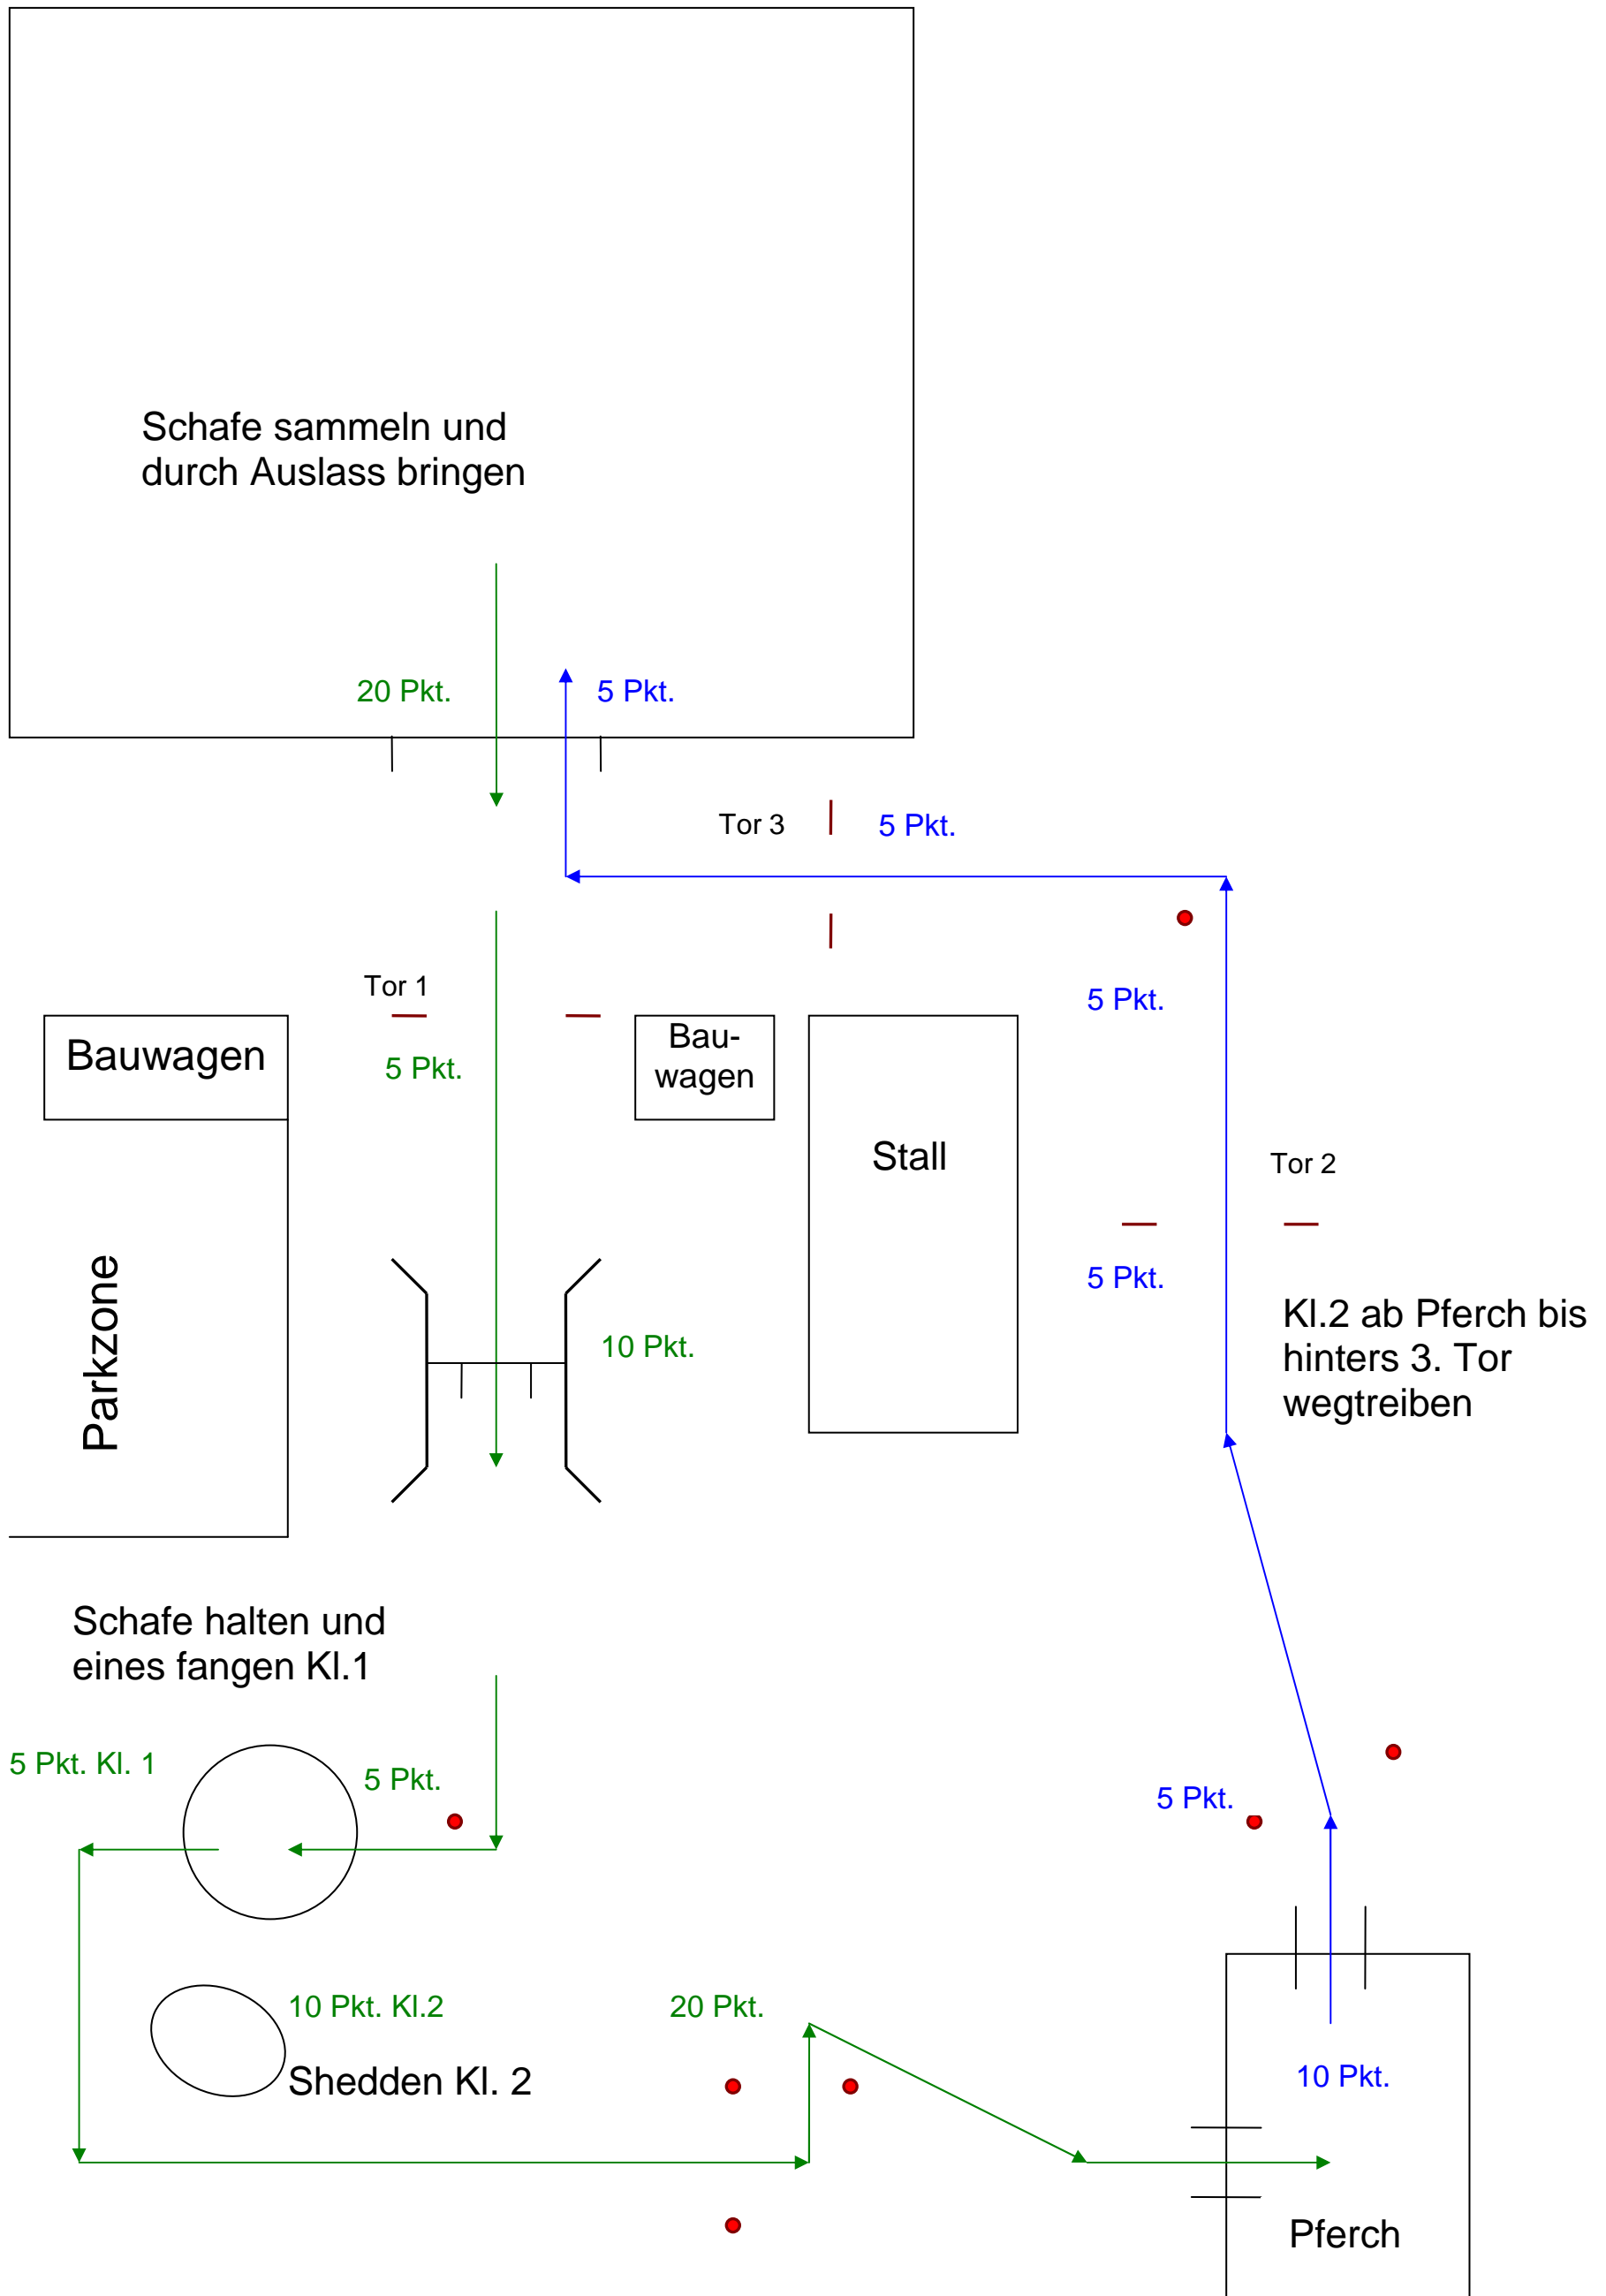 Schafe sammeln und
durch Auslass bringen
20 Pkt.
5 Pkt.
Tor 3
5 Pkt.
Tor 1
5 Pkt.
Bauwagen
Bau-
wagen
5 Pkt.
Stall
Tor 2
5 Pkt.
Parkzone
10 Pkt.
Kl.2 ab Pferch bis
hinters 3. Tor
wegtreiben
Schafe halten und
eines fangen Kl.1
5 Pkt. Kl. 1
5 Pkt.
5 Pkt.
10 Pkt. Kl.2
20 Pkt.
Shedden Kl. 2
10 Pkt.
Pferch